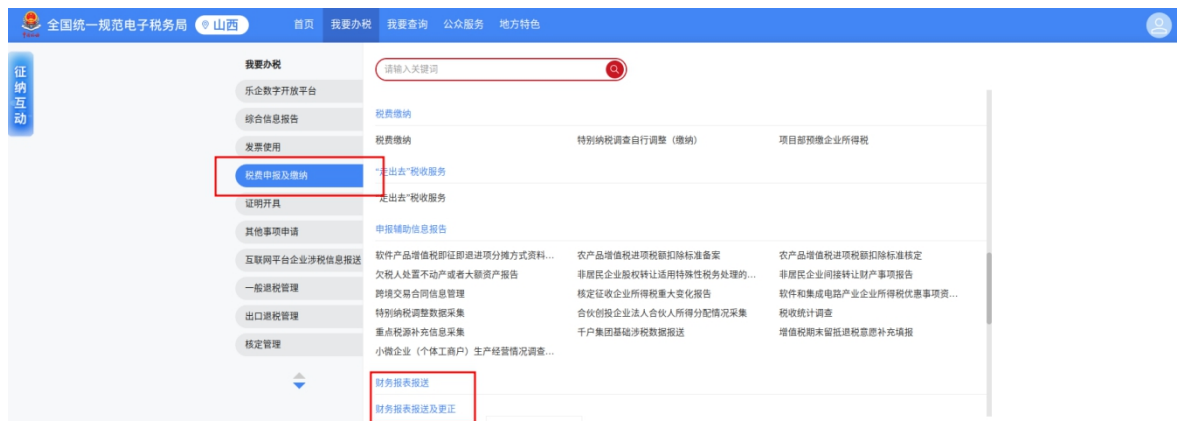 全国统一规范电子税务局 山西 首页 我要办税 我要查询 公众服务 地方特色
征纳互动
我要办税
乐企数字开放平台
综合信息报告
发票使用
税费申报及缴纳
证明开具
其他事项申请
互联网平台企业涉税信息报送
一般退税管理
出口退税管理
核定管理
请输入关键词
税费缴纳
税费缴纳 特别纳税调查自行调整（缴纳） 项目部预缴企业所得税
“走出去”税收服务
“走出去”税收服务
申报辅助信息报告
软件产品增值税即征即退进项分摊方式资料... 农产品增值税进项税额扣除标准备案 农产品增值税进项税额扣除标准核定
欠税人处置不动产或者大额资产报告 非居民企业股权转让适用特殊性税务处理的... 非居民企业间接转让财产事项报告
跨境交易合同信息管理 核定征收企业所得税重大变化报告 软件和集成电路产业企业所得税优惠事项资...
特别纳税调整数据采集 合伙创投企业法人合伙人所得分配情况采集 税收统计调查
重点税源补充信息采集 千户集团基础涉税数据报送 增值税期末留抵退税意愿补充填报
小微企业（个体工商户）生产经营情况调查...
财务报表报送
财务报表报送及更正